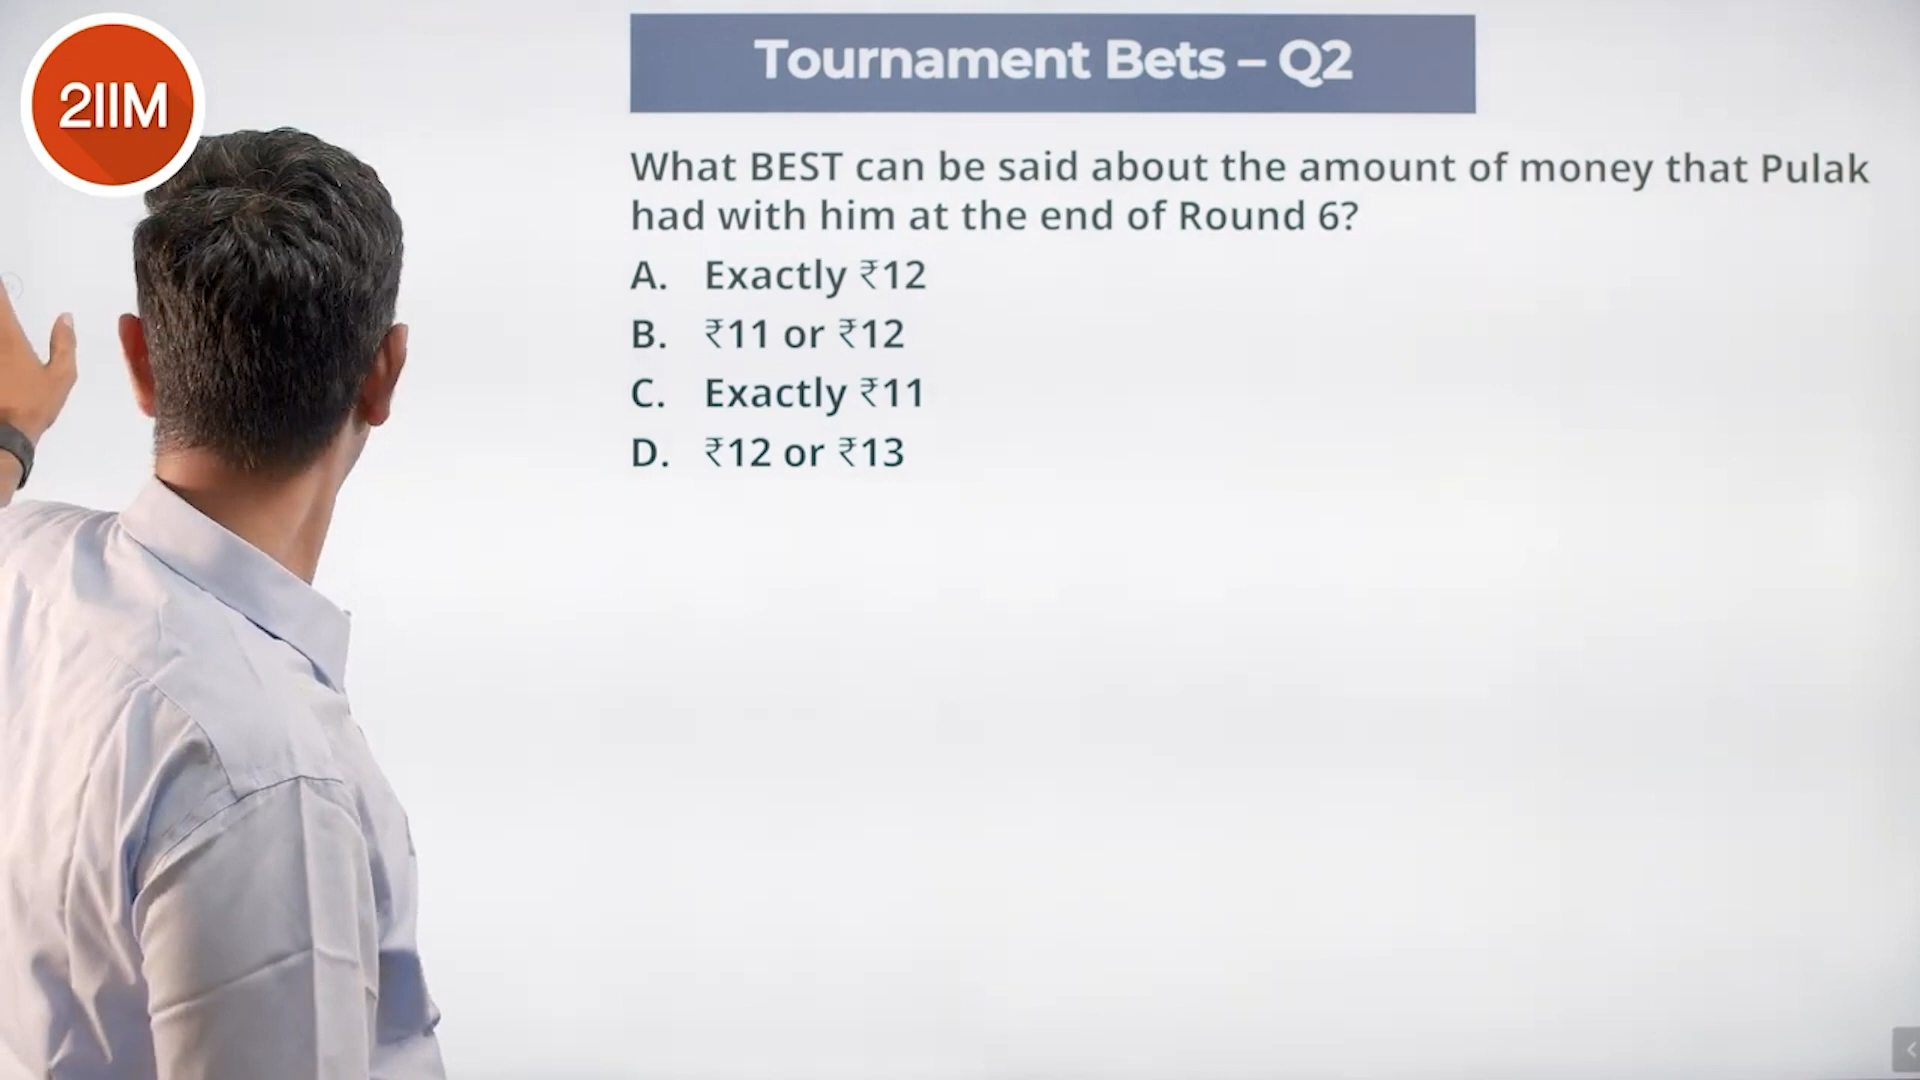 2IIM
Tournament Bets – Q2
What BEST can be said about the amount of money that Pulak
had with him at the end of Round 6?
A. Exactly ₹12
B. ₹11 or ₹12
C. Exactly ₹11
D. ₹12 or ₹13